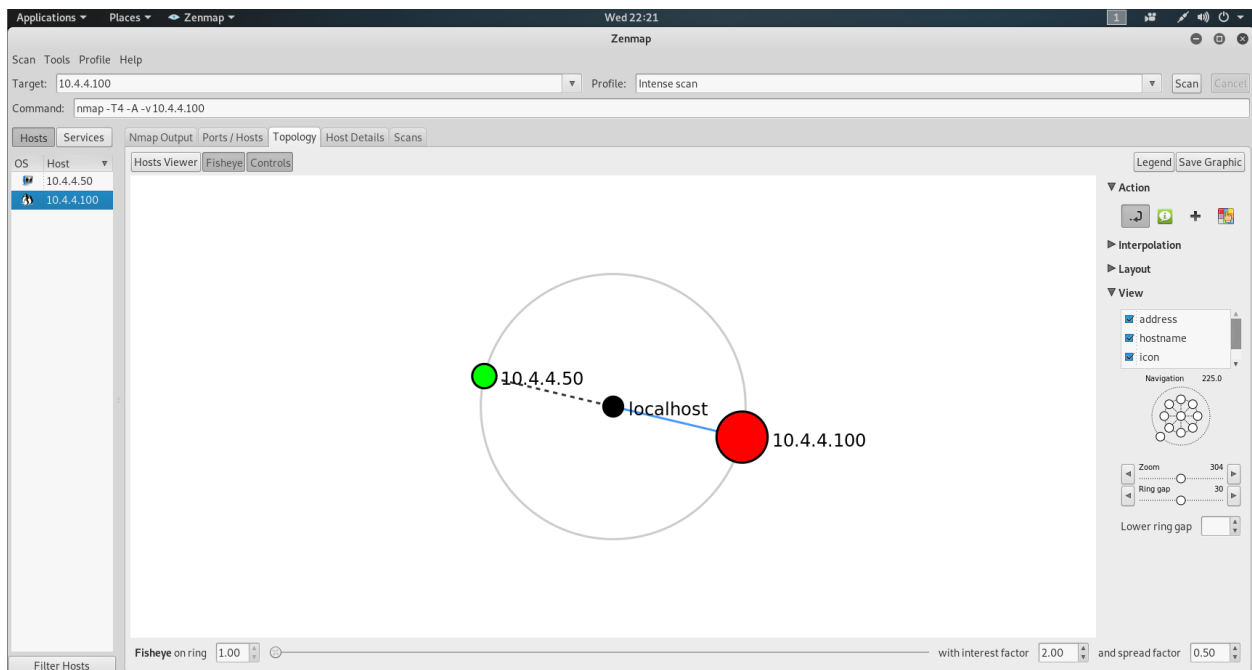 Applications Places Zenmap Wed 22:21 1
Zenmap
Scan Tools Profile Help
Target: 10.4.4.100 Profile: Intense scan Scan Cancel
Command: nmap -T4 -A -v 10.4.4.100
Hosts Services Nmap Output Ports / Hosts Topology Host Details Scans
OS Host Hosts Viewer Fisheye Controls Legend Save Graphic
10.4.4.50
10.4.4.100
Action
Interpolation
Layout
View
address
hostname
icon
Navigation 225.0
10.4.4.50
localhost
10.4.4.100
Zoom 304
Ring gap 30
Lower ring gap
Fisheye on ring 1.00 with interest factor 2.00 and spread factor 0.50
Filter Hosts